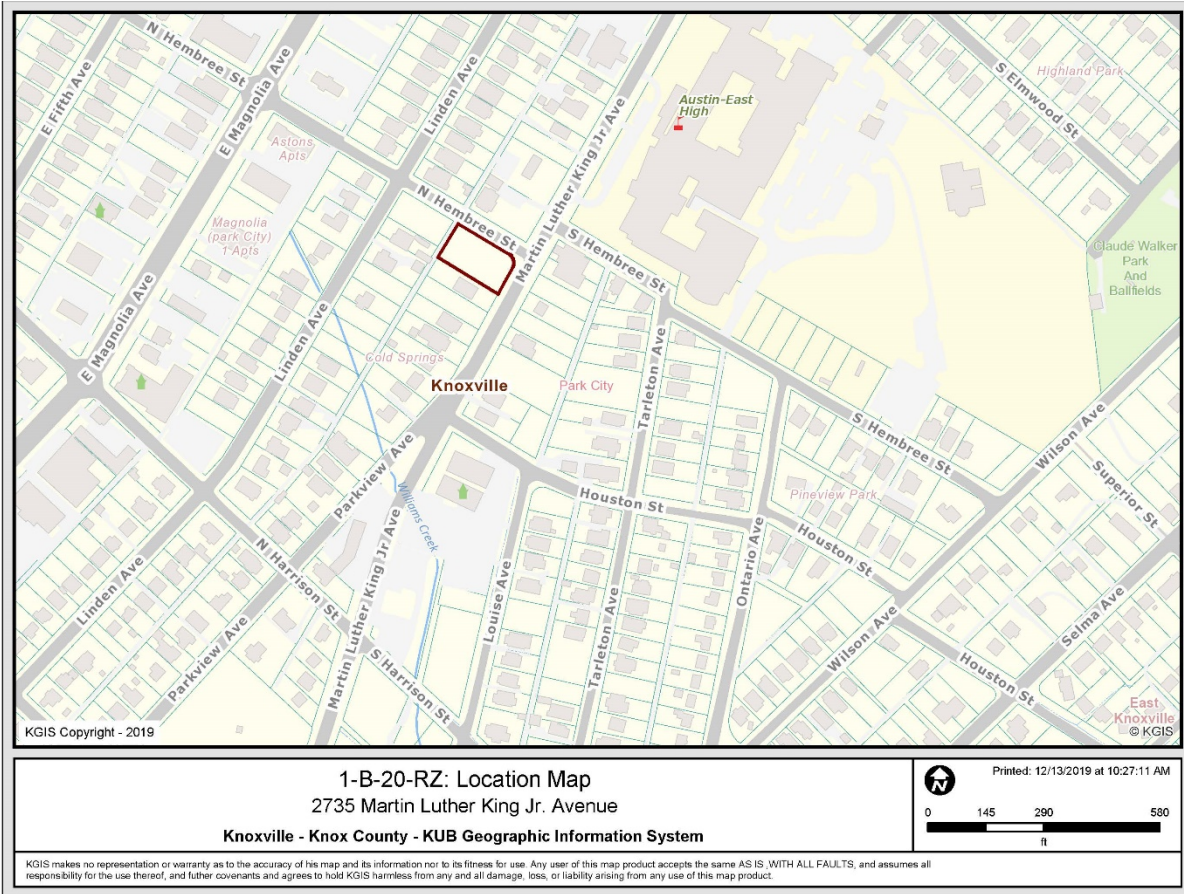 N Hembree St
E Fifth Ave
E Magnolia Ave
Linden Ave
Martin Luther King Jr Ave
Austin-East
High
S Elmwood St
Highland Park
Astons
Apts
N Hembree St
Magnolia
(park City)
1 Apts
S Hembree St
Claude Walker
Park
And
Ballfields
E Magnolia Ave
Linden Ave
Cold Springs
Knoxville
Park City
Tarleton Ave
S Hembree St
Wilson Ave
Superior St
Parkview Ave
Williams Creek
Houston St
Pineview Park
Ontario Ave
Houston St
Linden Ave
N Harrison St
Martin Luther King Jr Ave
Louise Ave
Tarleton Ave
Wilson Ave
Selma Ave
Parkview Ave
S Harrison St
Houston St
East
Knoxville
KGIS Copyright - 2019
© KGIS
1-B-20-RZ: Location Map
2735 Martin Luther King Jr. Avenue
Knoxville - Knox County - KUB Geographic Information System
N
Printed: 12/13/2019 at 10:27:11 AM
0 145 290 580
ft
KGIS makes no representation or warranty as to the accuracy of his map and its information nor to its fitness for use. Any user of this map product accepts the same AS IS ,WITH ALL FAULTS, and assumes all
responsibility for the use thereof, and futher covenants and agrees to hold KGIS harmless from any and all damage, loss, or liability arising from any use of this map product.